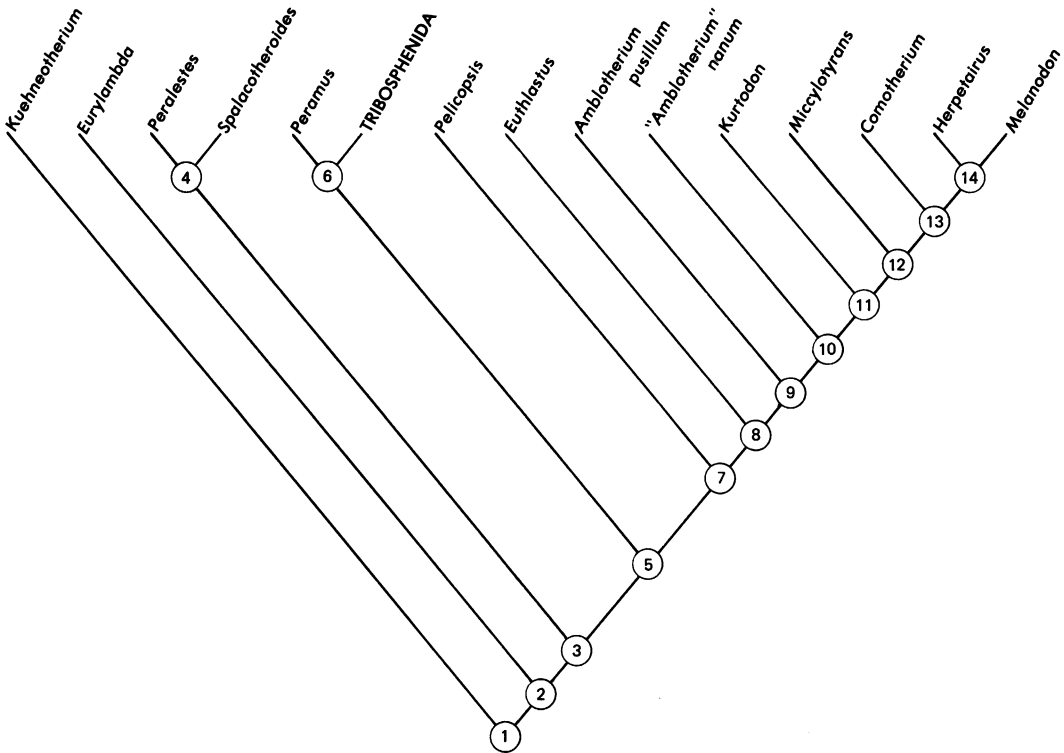 Kuehneotherium
Eurylambda
Peralestes
Spalacotheroides
Peramus
TRIBOSPHENIDA
Pelicopsis
Euthlastus
Amblotherium
pusillum
"Amblotherium"
nanum
Kurtodon
Miccylotyrans
Comotherium
Herpetairus
Melanodon
4
6
14
13
12
11
10
9
8
7
5
3
2
1